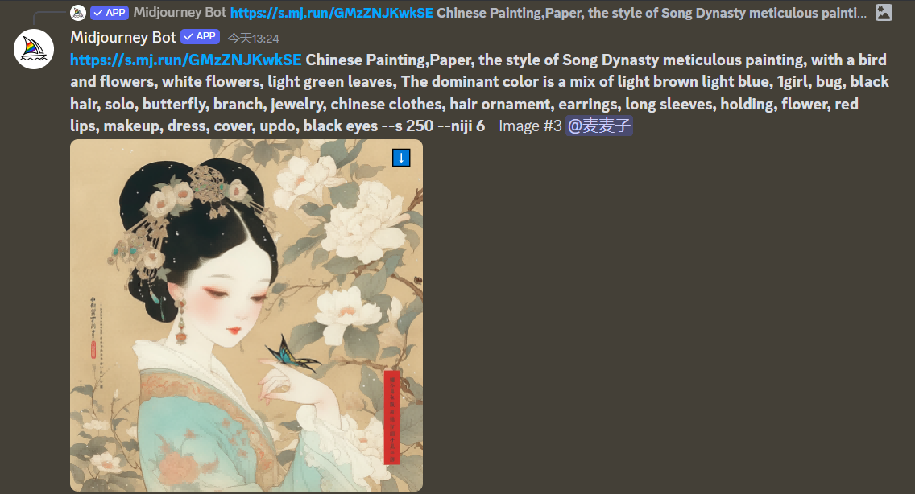 APP Midjourney Bot https://s.mj.run/GMzZNJKwkSE Chinese Painting,Paper, the style of Song Dynasty meticulous painti...
Midjourney Bot APP 今天13:24
https://s.mj.run/GMzZNJKwkSE Chinese Painting,Paper, the style of Song Dynasty meticulous painting, with a bird
and flowers, white flowers, light green leaves, The dominant color is a mix of light brown light blue, 1girl, bug, black
hair, solo, butterfly, branch, jewelry, chinese clothes, hair ornament, earrings, long sleeves, holding, flower, red
lips, makeup, dress, cover, updo, black eyes --s 250 --niji 6 Image #3 @麦麦子